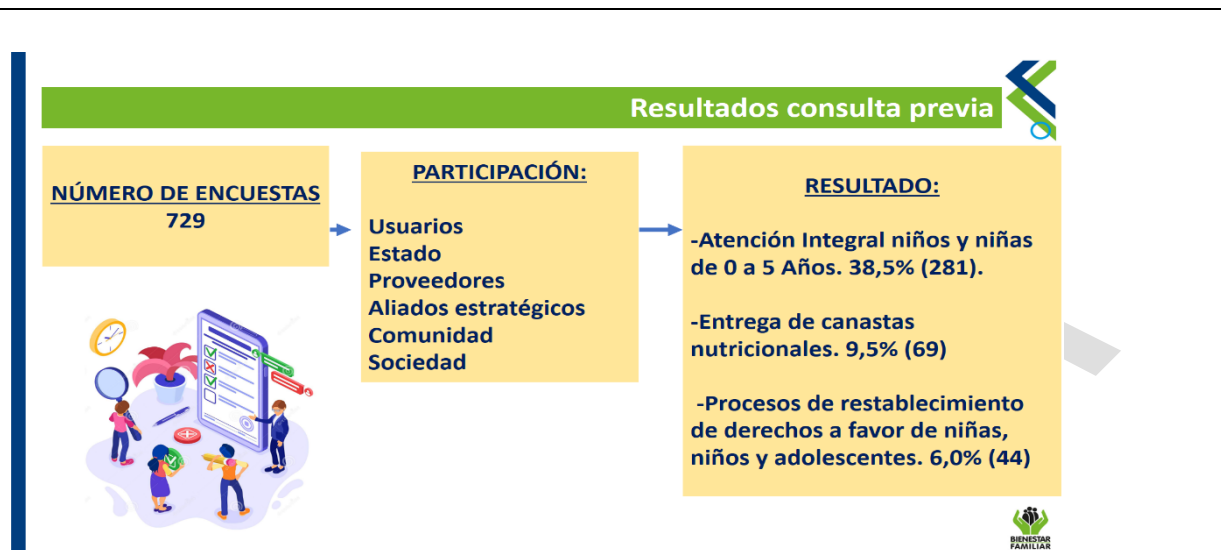 Resultados consulta previa
NÚMERO DE ENCUESTAS
729
PARTICIPACIÓN:
Usuarios
Estado
Proveedores
Aliados estratégicos
Comunidad
Sociedad
RESULTADO:
-Atención Integral niños y niñas
de 0 a 5 Años. 38,5% (281).
-Entrega de canastas
nutricionales. 9,5% (69)
-Procesos de restablecimiento
de derechos a favor de niñas,
niños y adolescentes. 6,0% (44)
BIENESTAR
FAMILIAR